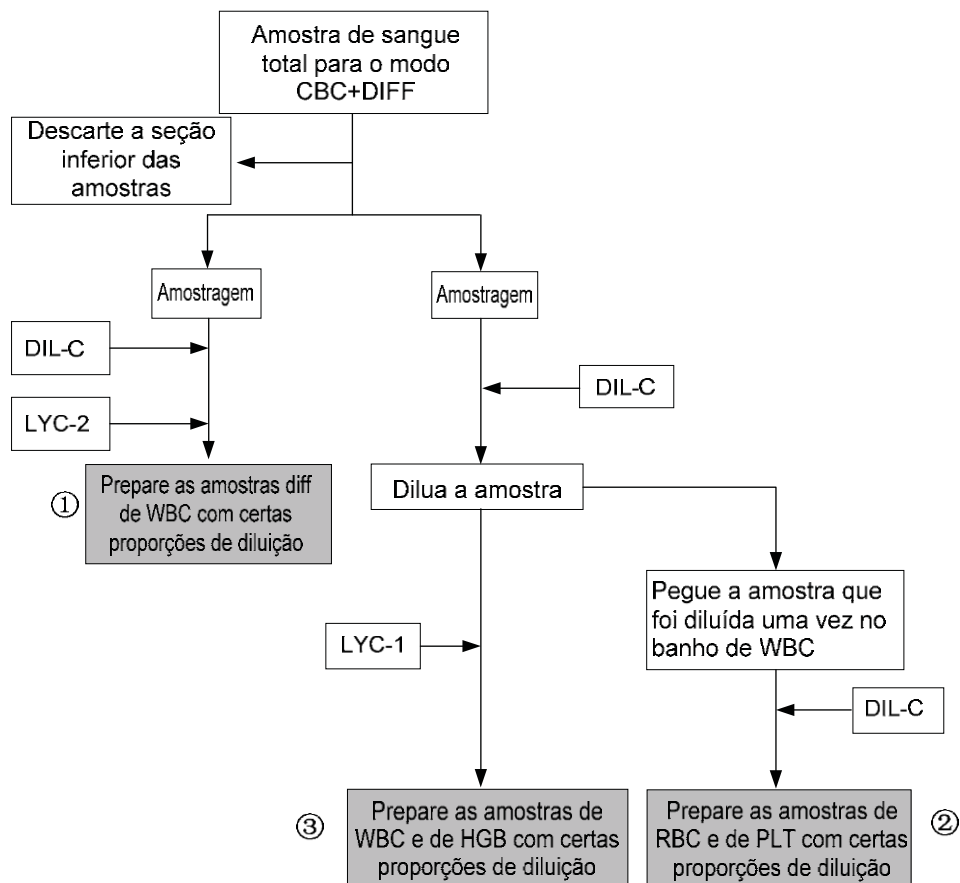 Amostra de sangue
total para o modo
CBC+DIFF
Descarte a seção
inferior das
amostras
Amostragem
Amostragem
DIL-C
DIL-C
LYC-2
①
Prepare as amostras diff
de WBC com certas
proporções de diluição
Dilua a amostra
Pegue a amostra que
foi diluída uma vez no
banho de WBC
LYC-1
DIL-C
③
Prepare as amostras de
WBC e de HGB com certas
proporções de diluição
Prepare as amostras de
RBC e de PLT com certas
proporções de diluição
②